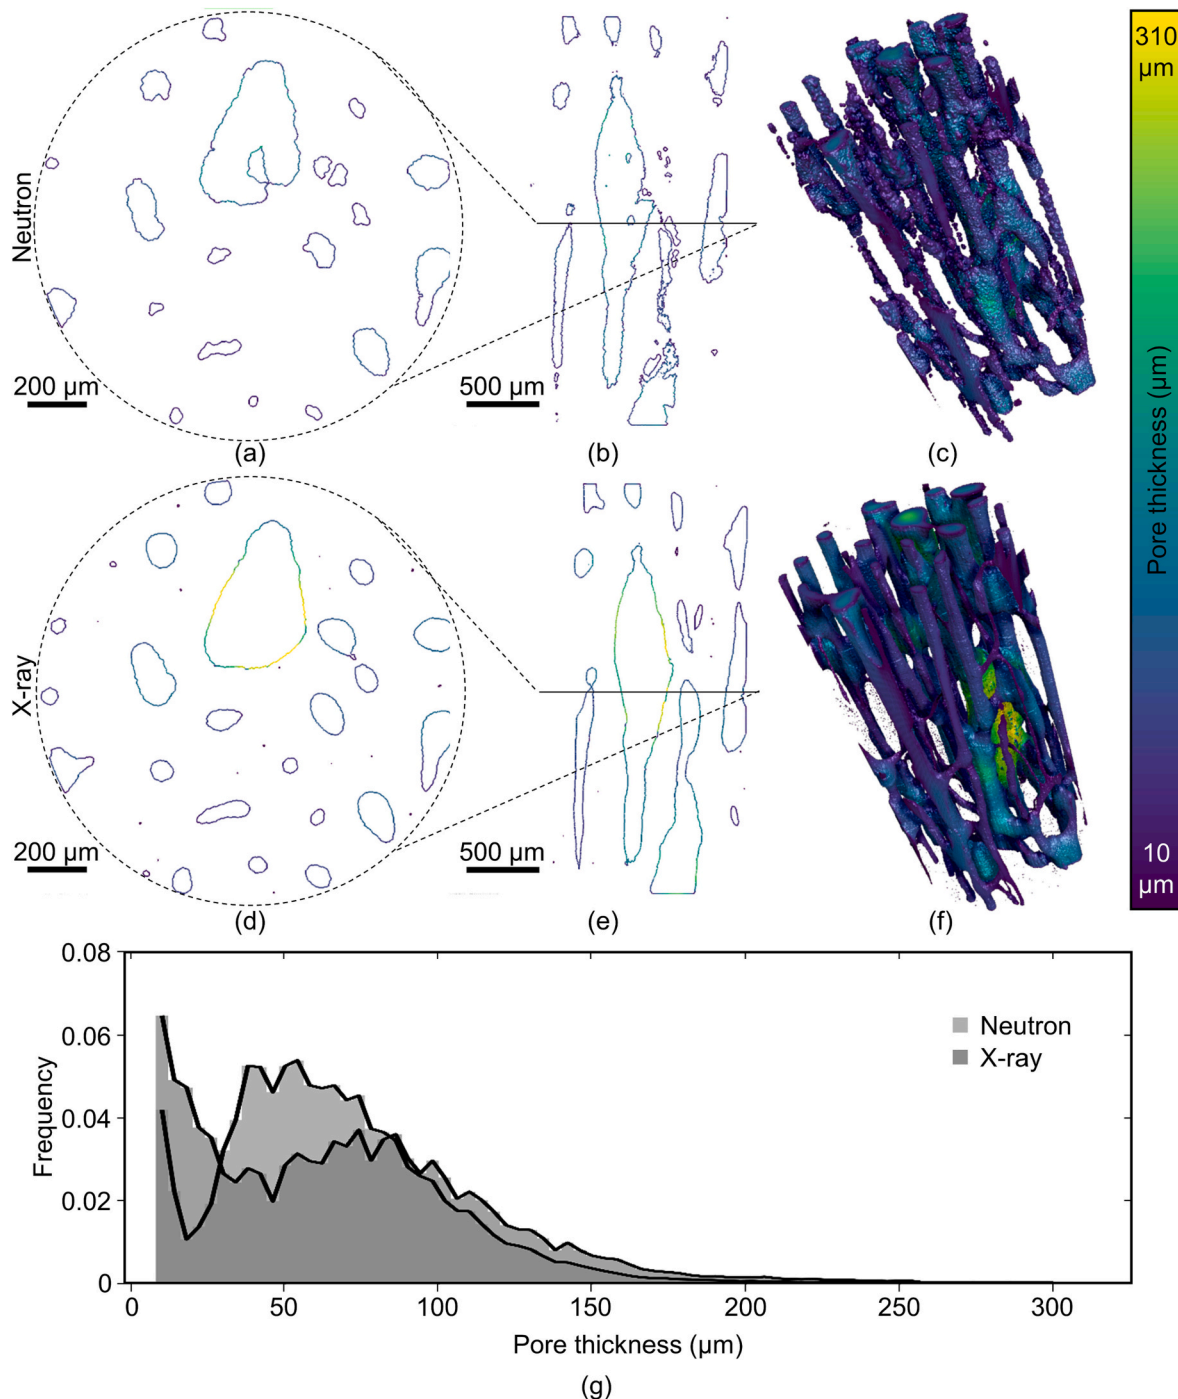 Neutron
200 µm
500 µm
(a)
(b)
(c)
310
µm
Pore thickness (µm)
10
µm
X-ray
200 µm
500 µm
(d)
(e)
(f)
0.08
0.06
0.04
0.02
0
Frequency
Neutron
X-ray
0
50
100
150
200
250
300
Pore thickness (µm)
(g)